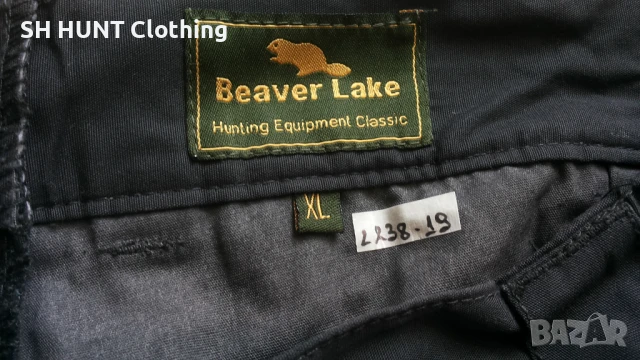 SH HUNT Clothing
Beaver Lake
Hunting Equipment Classic
XL
2238-19
BAZAR